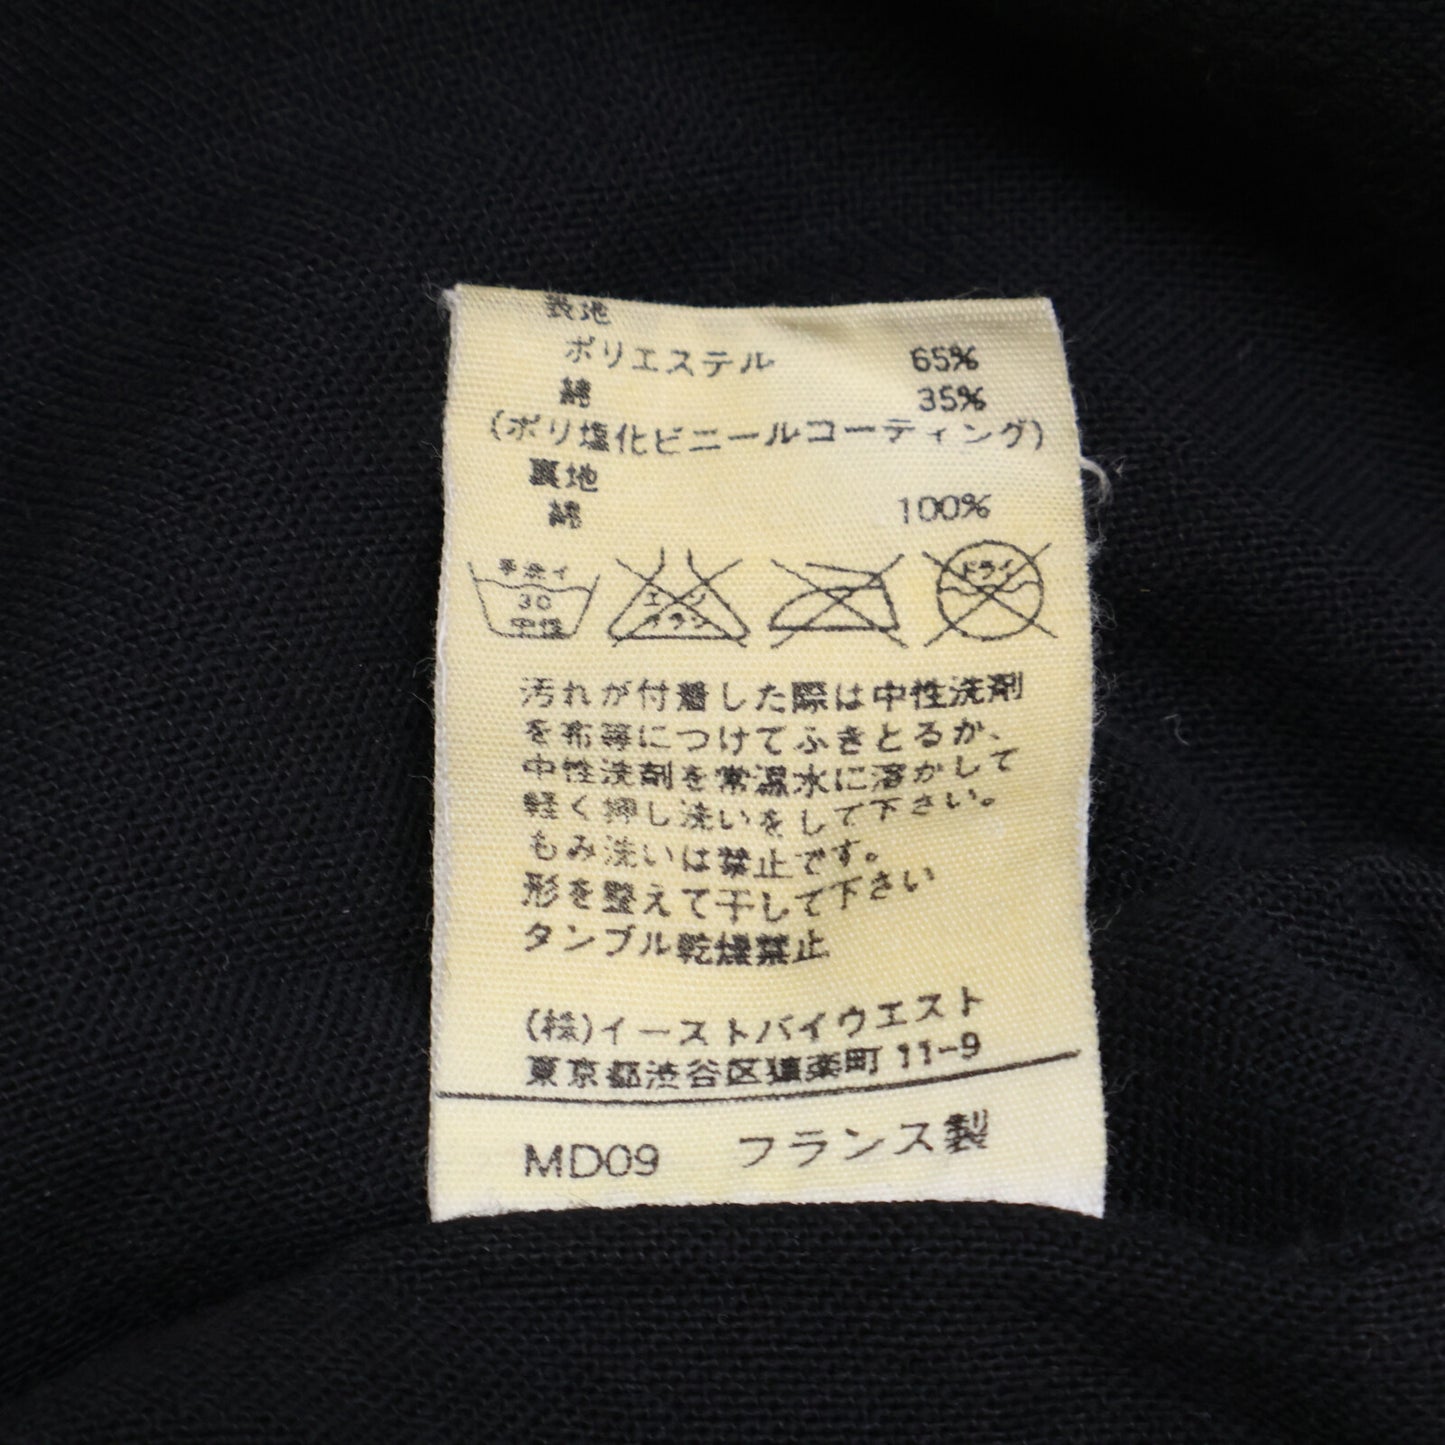 表地
ポリエステル 65%
綿 35%
(ポリ塩化ビニールコーティング)
裏地
綿 100%
手洗イ
30
中性
エンソ
サラシ
ドライ
汚れが付着した際は中性洗剤
を布等につけてふきとるか、
中性洗剤を常温水に溶かして
軽く押し洗いをして下さい。
もみ洗いは禁止です。
形を整えて干して下さい
タンブル乾燥禁止
(株)イーストバイウエスト
東京都渋谷区猿楽町 11-9
MD09 フランス製